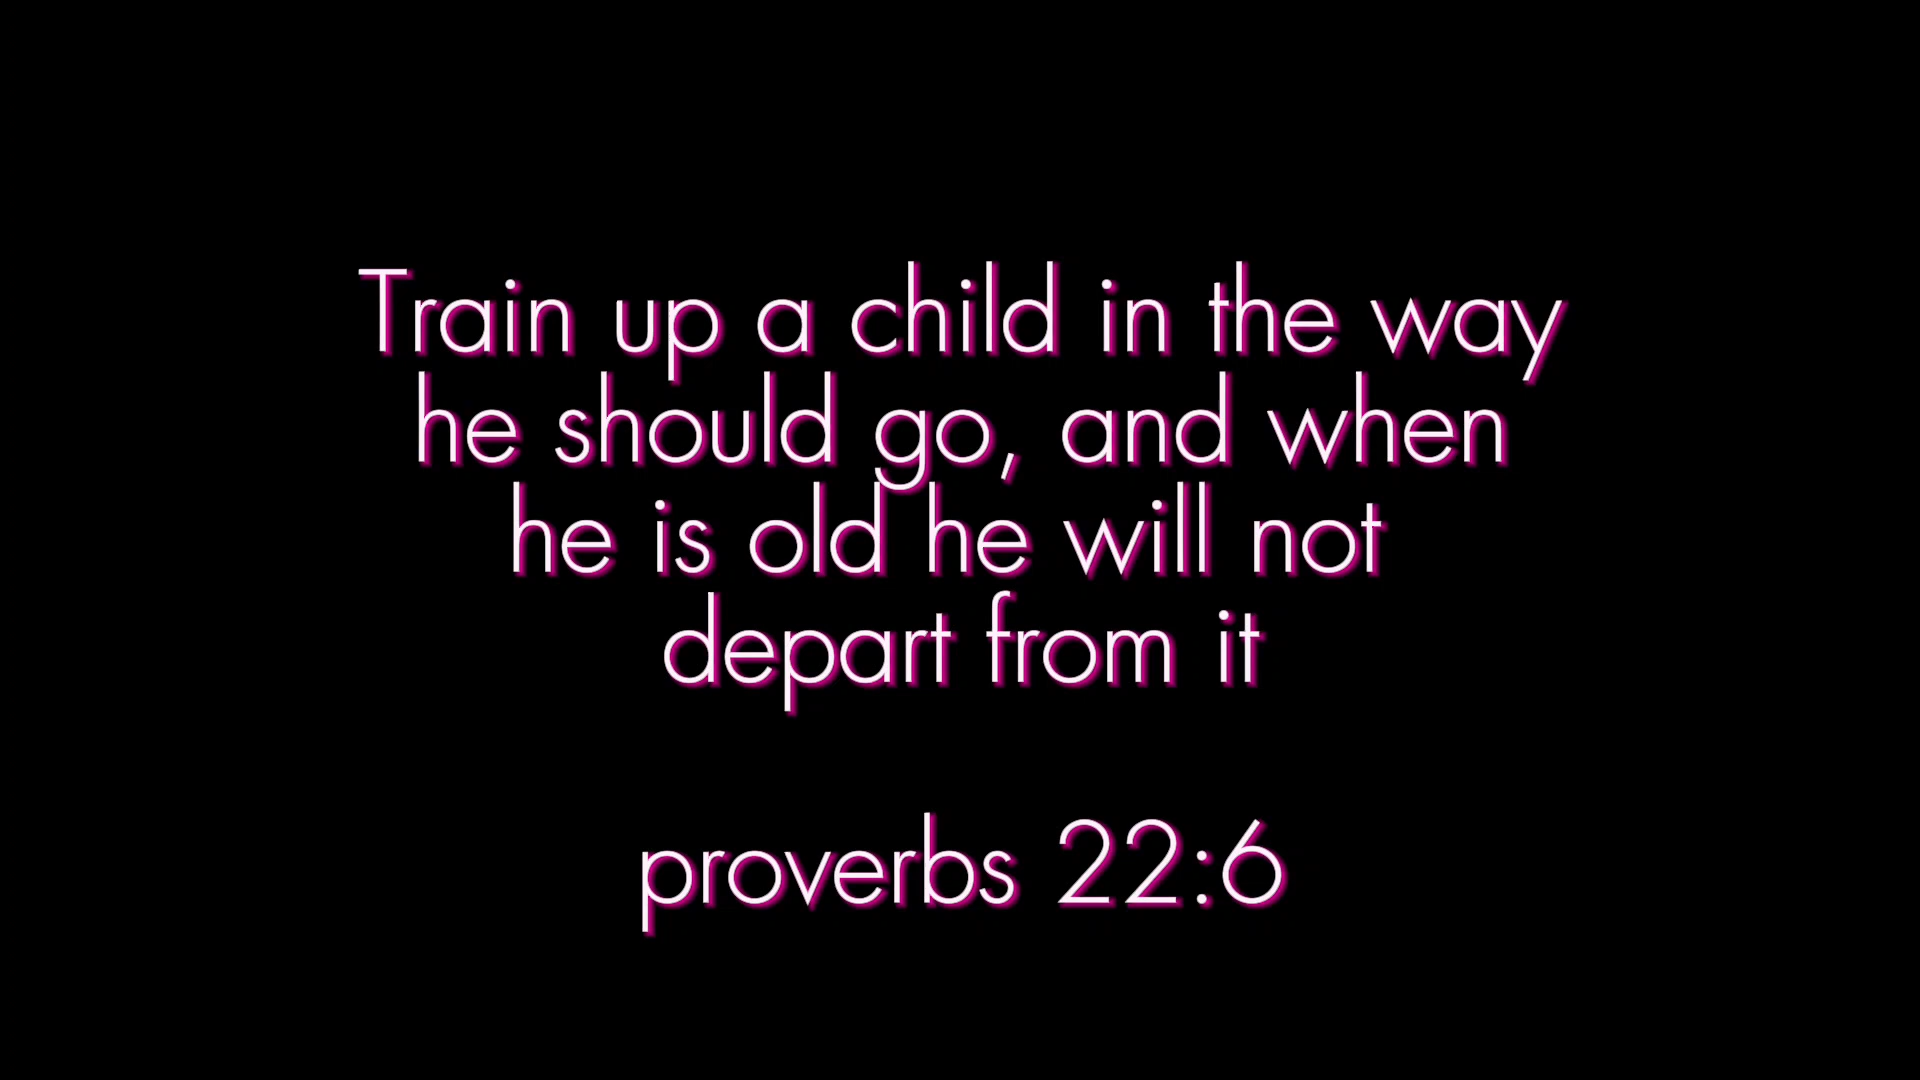 Train up a child in the way
he should go, and when
he is old he will not
depart from it
proverbs 22:6